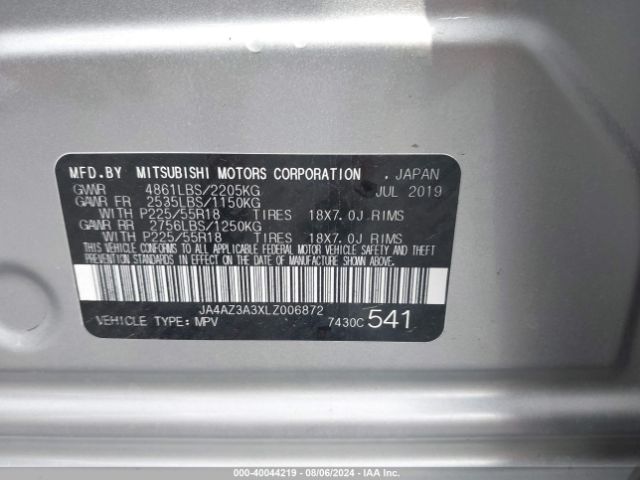 MFD.BY MITSUBISHI MOTORS CORPORATION , JAPAN
GVWR 4861LBS/2205KG JUL 2019
GAWR FR 2535LBS/1150KG
WITH P225/55R18 TIRES 18X7.0J RIMS
GAWR RR 2756LBS/1250KG
WITH P225/55R18 TIRES 18X7.0J RIMS
THIS VEHICLE CONFORMS TO ALL APPLICABLE FEDERAL MOTOR VEHICLE SAFETY AND THEFT
PREVENTION STANDARDS IN EFFECT ON THE DATE OF MANUFACTURE SHOWN ABOVE.
JA4AZ3A3XLZ006872
VEHICLE TYPE:MPV 7430C 541
000-40044219 - 08/06/2024 - IAA Inc.